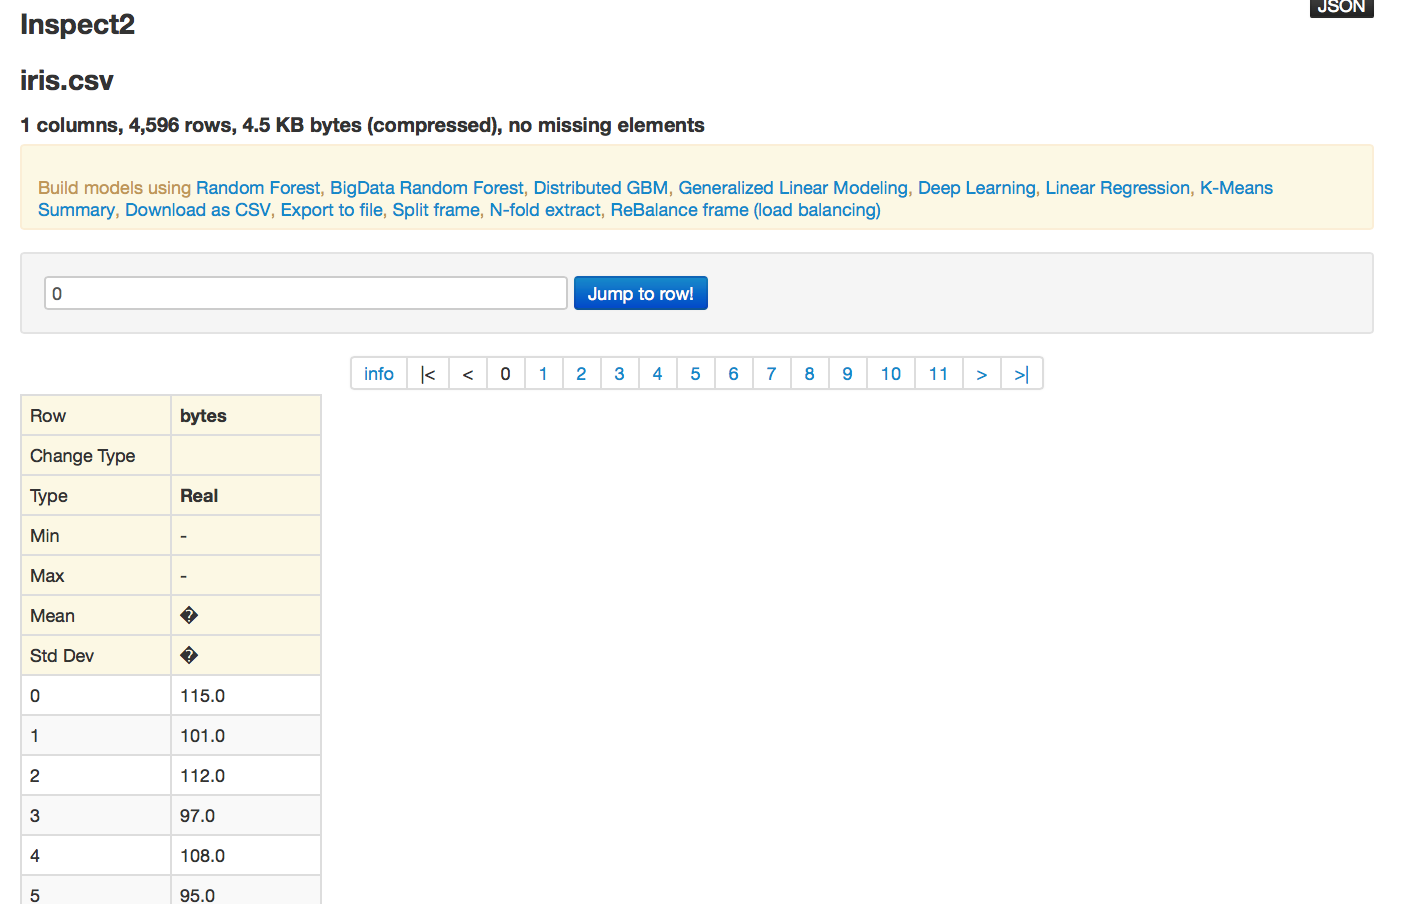 JSON
Inspect2
iris.csv
1 columns, 4,596 rows, 4.5 KB bytes (compressed), no missing elements
Build models using Random Forest, BigData Random Forest, Distributed GBM, Generalized Linear Modeling, Deep Learning, Linear Regression, K-Means
Summary, Download as CSV, Export to file, Split frame, N-fold extract, ReBalance frame (load balancing)
0 Jump to row!
info |< < 0 1 2 3 4 5 6 7 8 9 10 11 > >|
Row bytes
Change Type
Type Real
Min -
Max -
Mean �
Std Dev �
0 115.0
1 101.0
2 112.0
3 97.0
4 108.0
5 95.0